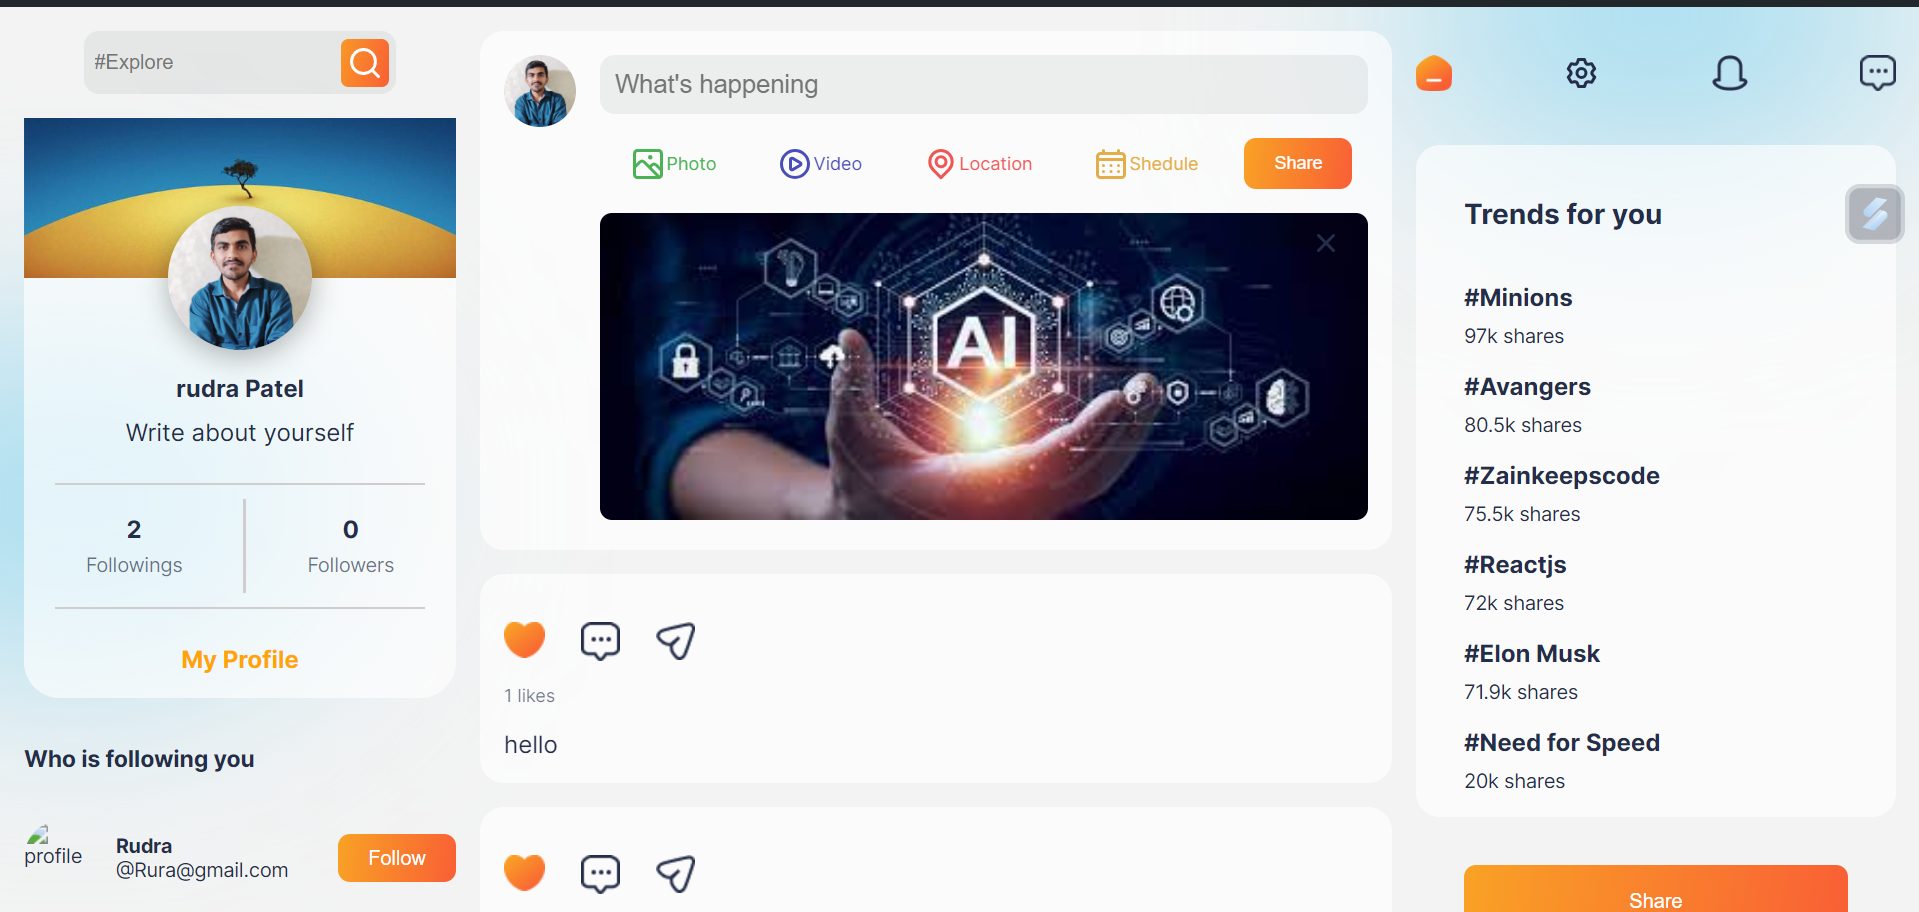 #Explore
rudra Patel
Write about yourself
2
Followings
0
Followers
My Profile
Who is following you
profile
Rudra
@Rura@gmail.com
Follow
What's happening
Photo
Video
Location
Shedule
Share
AI
1 likes
hello
Trends for you
#Minions
97k shares
#Avangers
80.5k shares
#Zainkeepscode
75.5k shares
#Reactjs
72k shares
#Elon Musk
71.9k shares
#Need for Speed
20k shares
Share